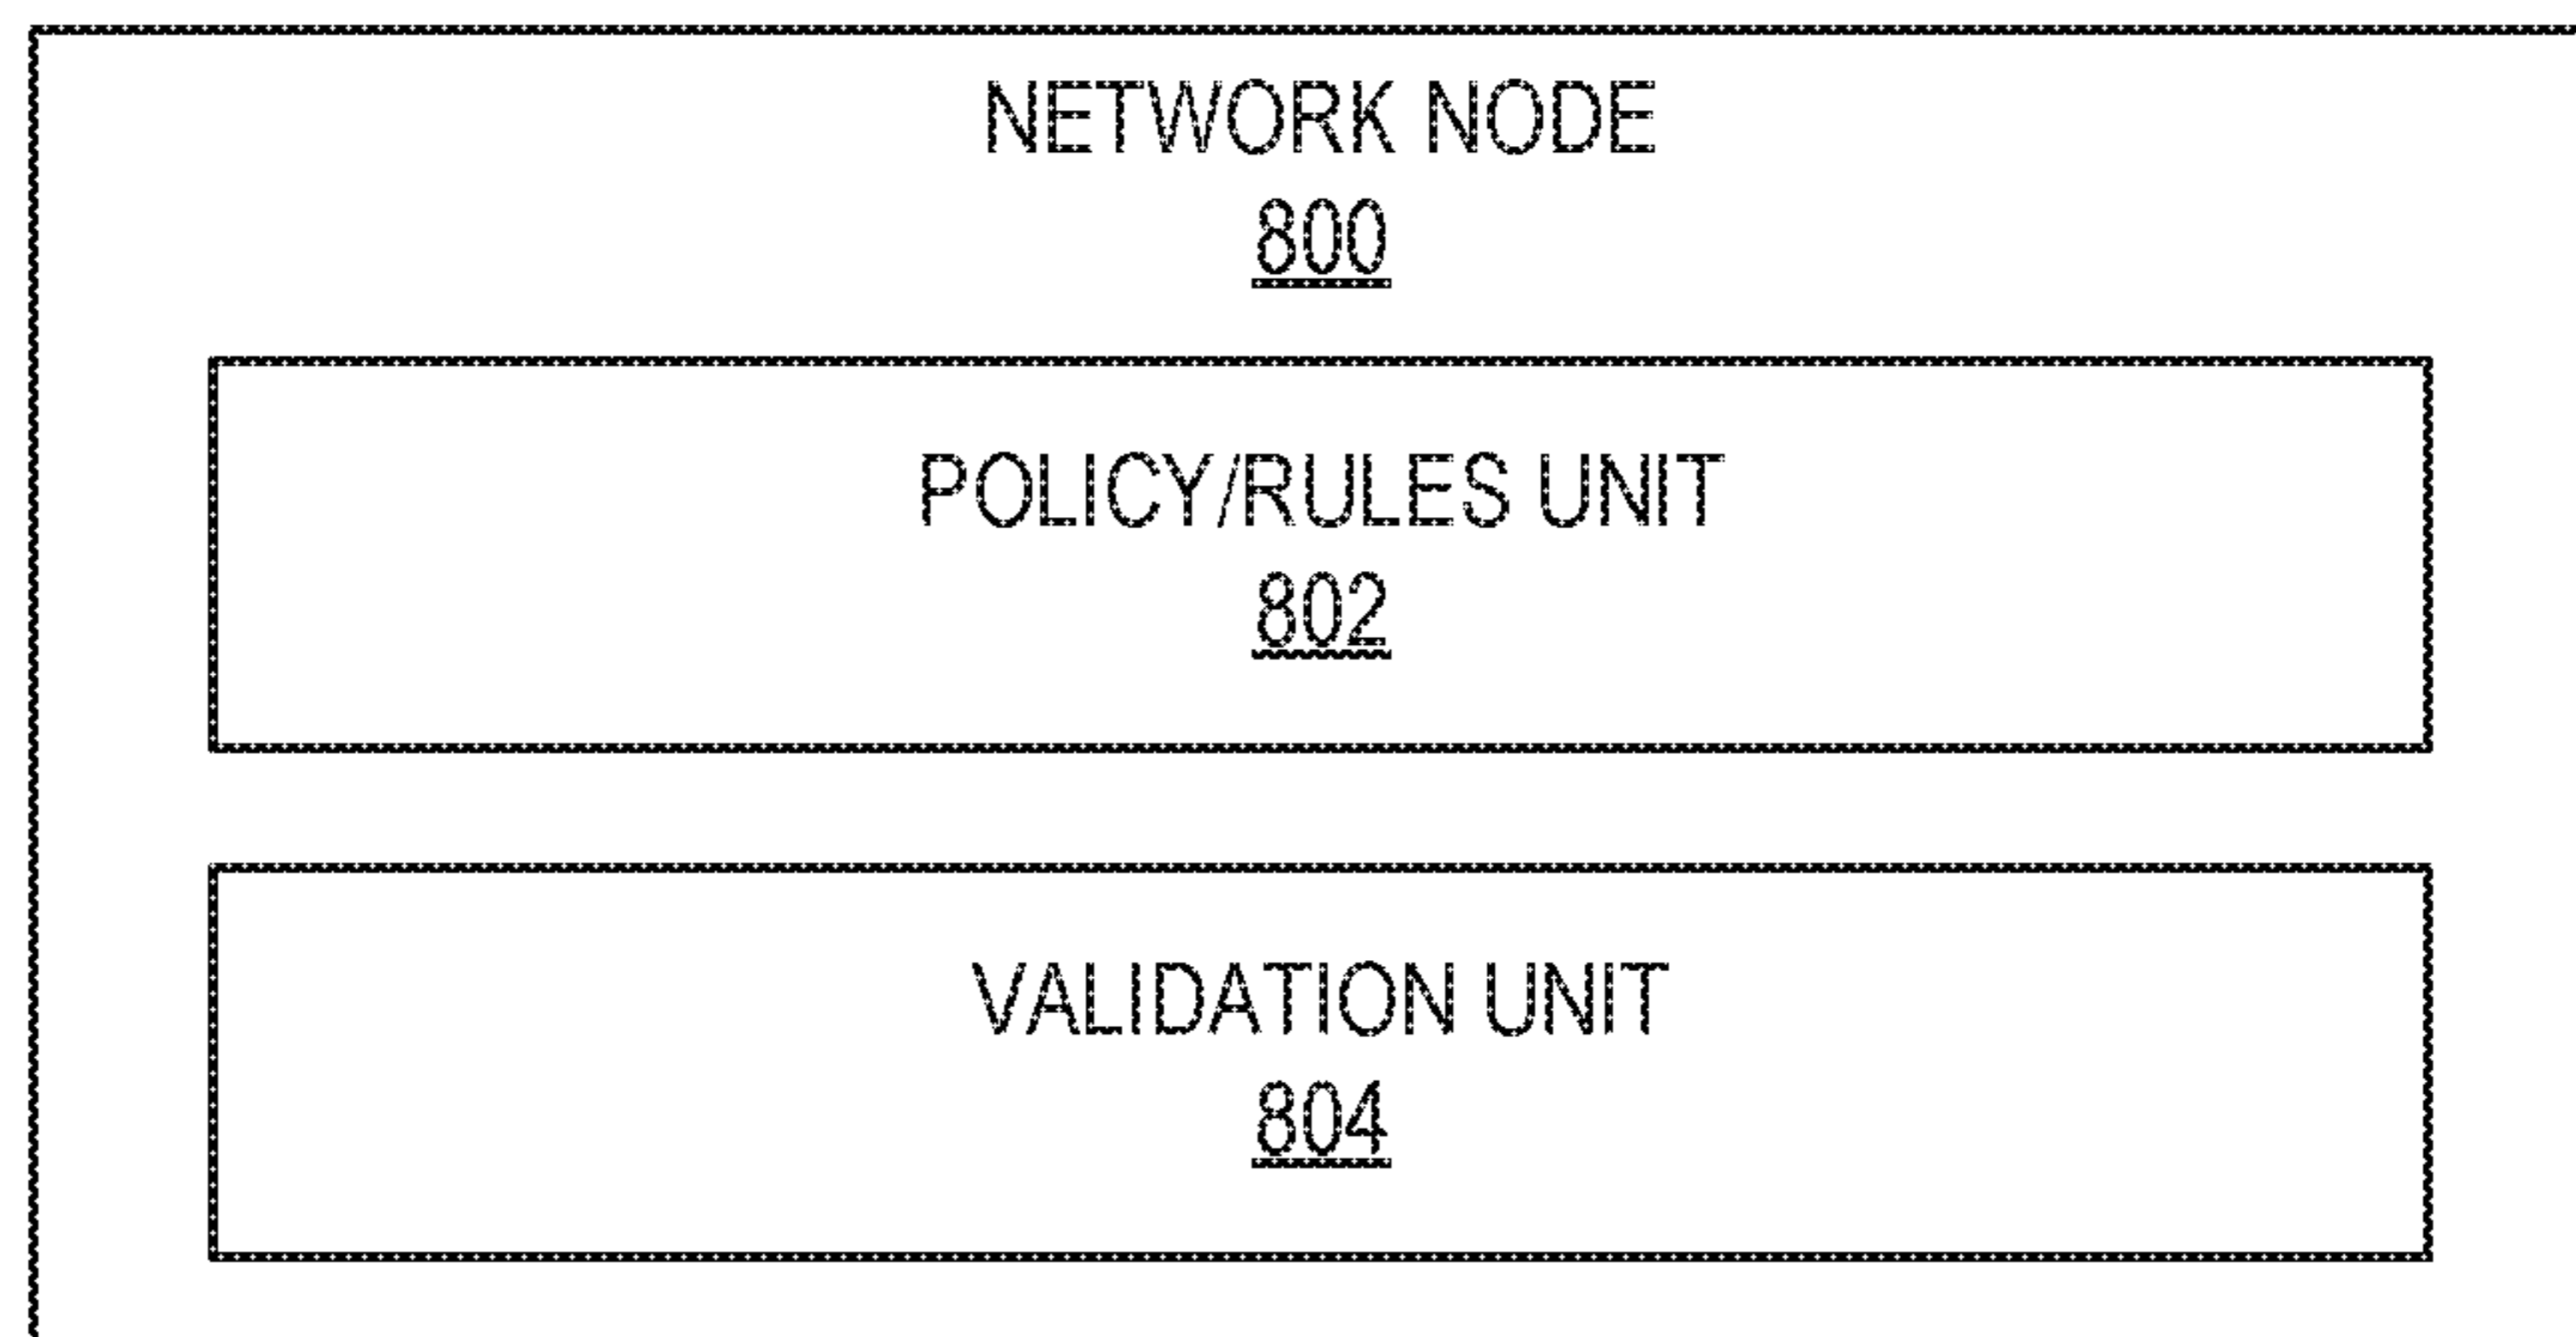 NETWORK NODE
800
POLICY/RULES UNIT
802
VALIDATION UNIT
804